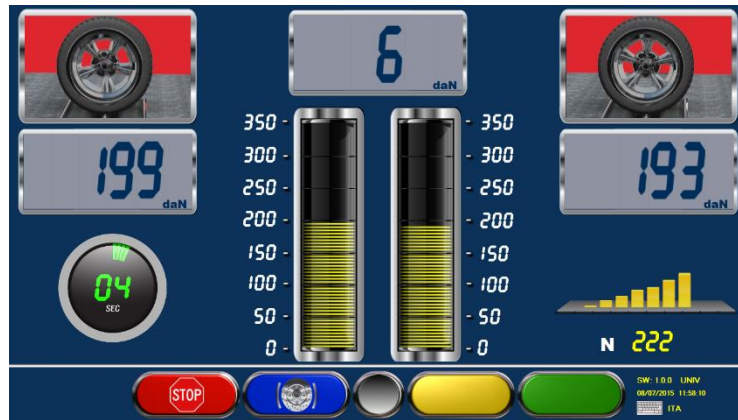 6
daN
199
daN
193
daN
350 - - 350
300 - - 300
250 - - 250
200 - - 200
150 - - 150
100 - - 100
50 - - 50
0 - - 0
04
SEC
N 222
STOP
SW: 1.0.0 UNIV
08/07/2015 11:58:10
ITA